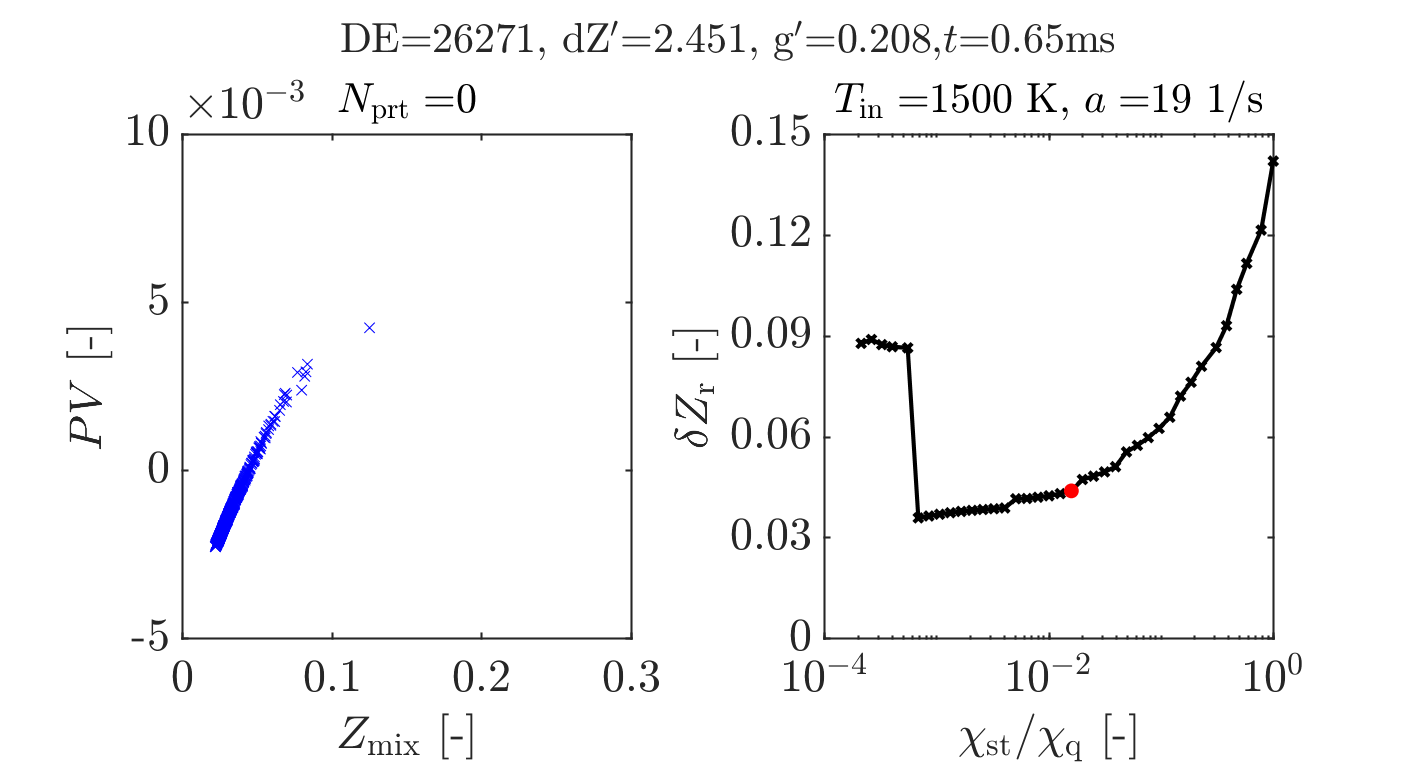 DE=26271, dZ′=2.451, g′=0.208,t=0.65ms
×10⁻³ N_prt =0
10
5
0
-5
0 0.1 0.2 0.3
PV [-]
Z_mix [-]
T_in =1500 K, a =19 1/s
0.15
0.12
0.09
0.06
0.03
0
10⁻⁴ 10⁻² 10⁰
δZ_r [-]
χ_st/χ_q [-]